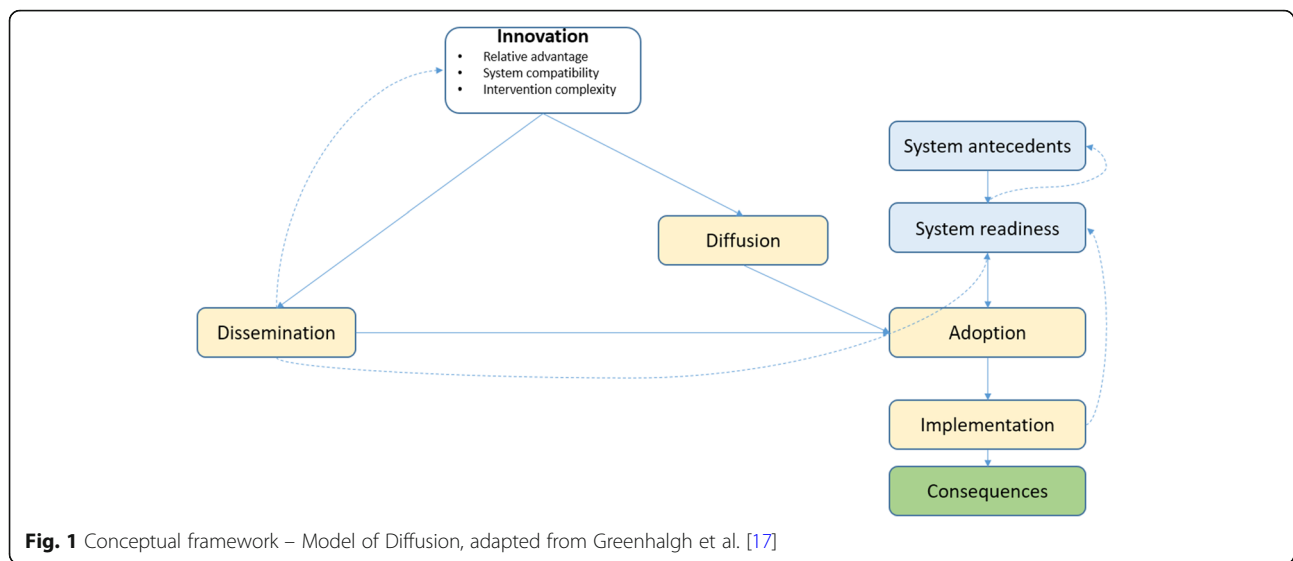 Innovation
• Relative advantage
• System compatibility
• Intervention complexity
System antecedents
System readiness
Diffusion
Dissemination
Adoption
Implementation
Consequences
Fig. 1 Conceptual framework – Model of Diffusion, adapted from Greenhalgh et al. [17]